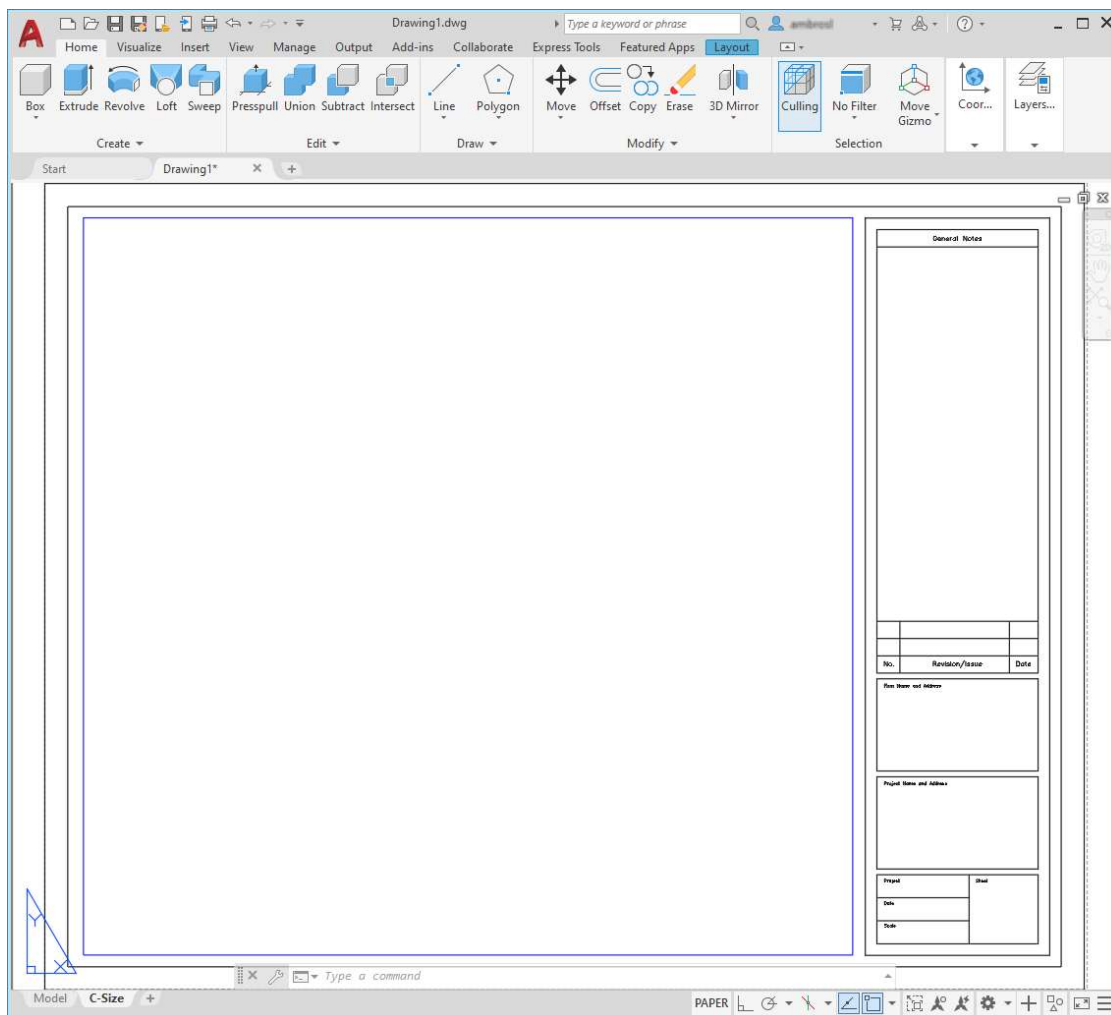 Drawing1.dwg
Type a keyword or phrase
Home Visualize Insert View Manage Output Add-ins Collaborate Express Tools Featured Apps Layout
Box Extrude Revolve Loft Sweep Presspull Union Subtract Intersect Line Polygon Move Offset Copy Erase 3D Mirror Culling No Filter Move Gizmo Coor... Layers...
Create Edit Draw Modify Selection
Start Drawing1* +
General Notes
No. Revision/Issue Date
Firm Name and Address
Project Name and Address
Project Sheet
Date
Scale
Y
X
Type a command
Model C-Size +
PAPER